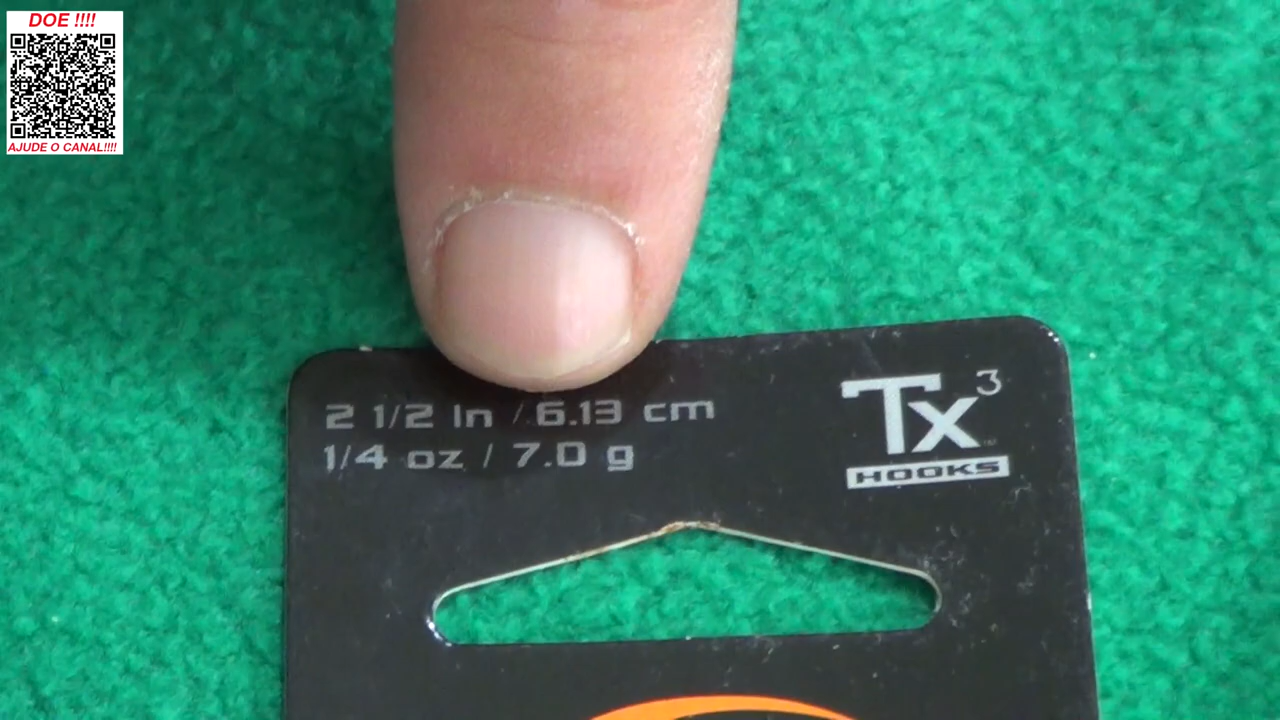 DOE !!!!
AJUDE O CANAL!!!!
2 1/2 In / 6.13 cm
1/4 oz / 7.0 g
Tx3
HOOKS